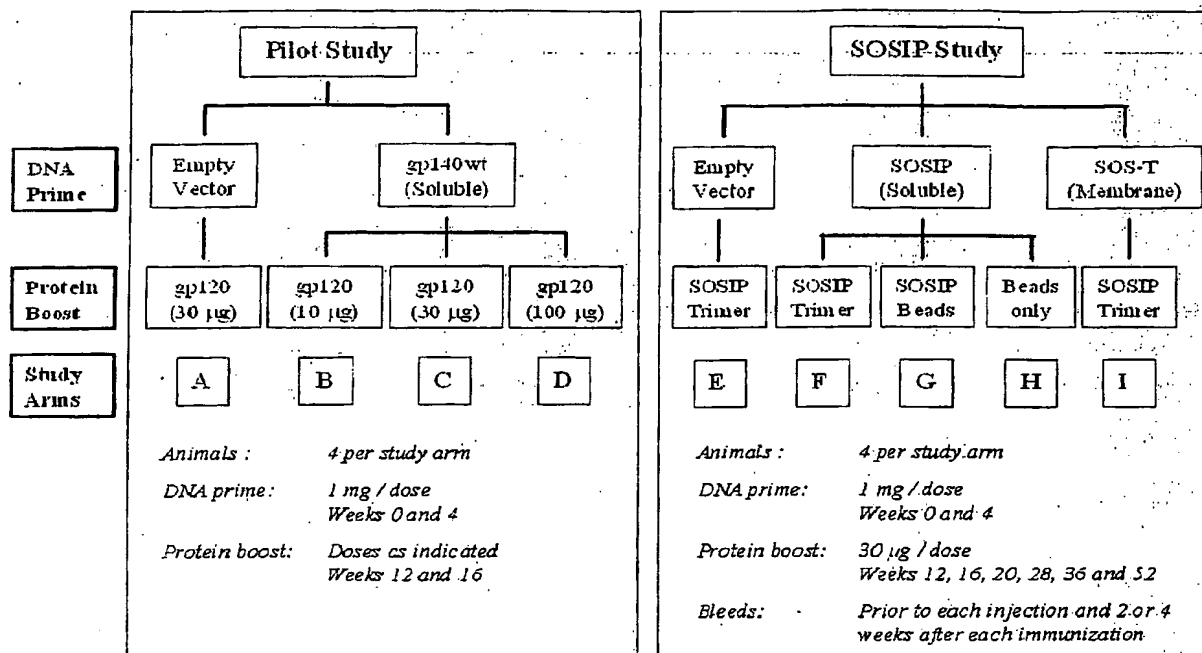 Pilot Study
DNA
Prime
Empty
Vector
gp140wt
(Soluble)
Protein
Boost
gp120
(30 µg)
gp120
(10 µg)
gp120
(30 µg)
gp120
(100 µg)
Study
Arms
A
B
C
D
Animals : 4 per study arm
DNA prime: 1 mg / dose
Weeks 0 and 4
Protein boost: Doses as indicated
Weeks 12 and 16
SOSIP Study
Empty
Vector
SOSIP
(Soluble)
SOS-T
(Membrane)
SOSIP
Trimer
SOSIP
Trimer
SOSIP
Beads
Beads
only
SOSIP
Trimer
E
F
G
H
I
Animals : 4 per study arm
DNA prime: 1 mg / dose
Weeks 0 and 4
Protein boost: 30 µg / dose
Weeks 12, 16, 20, 28, 36 and 52
Bleeds: Prior to each injection and 2 or 4
weeks after each immunization